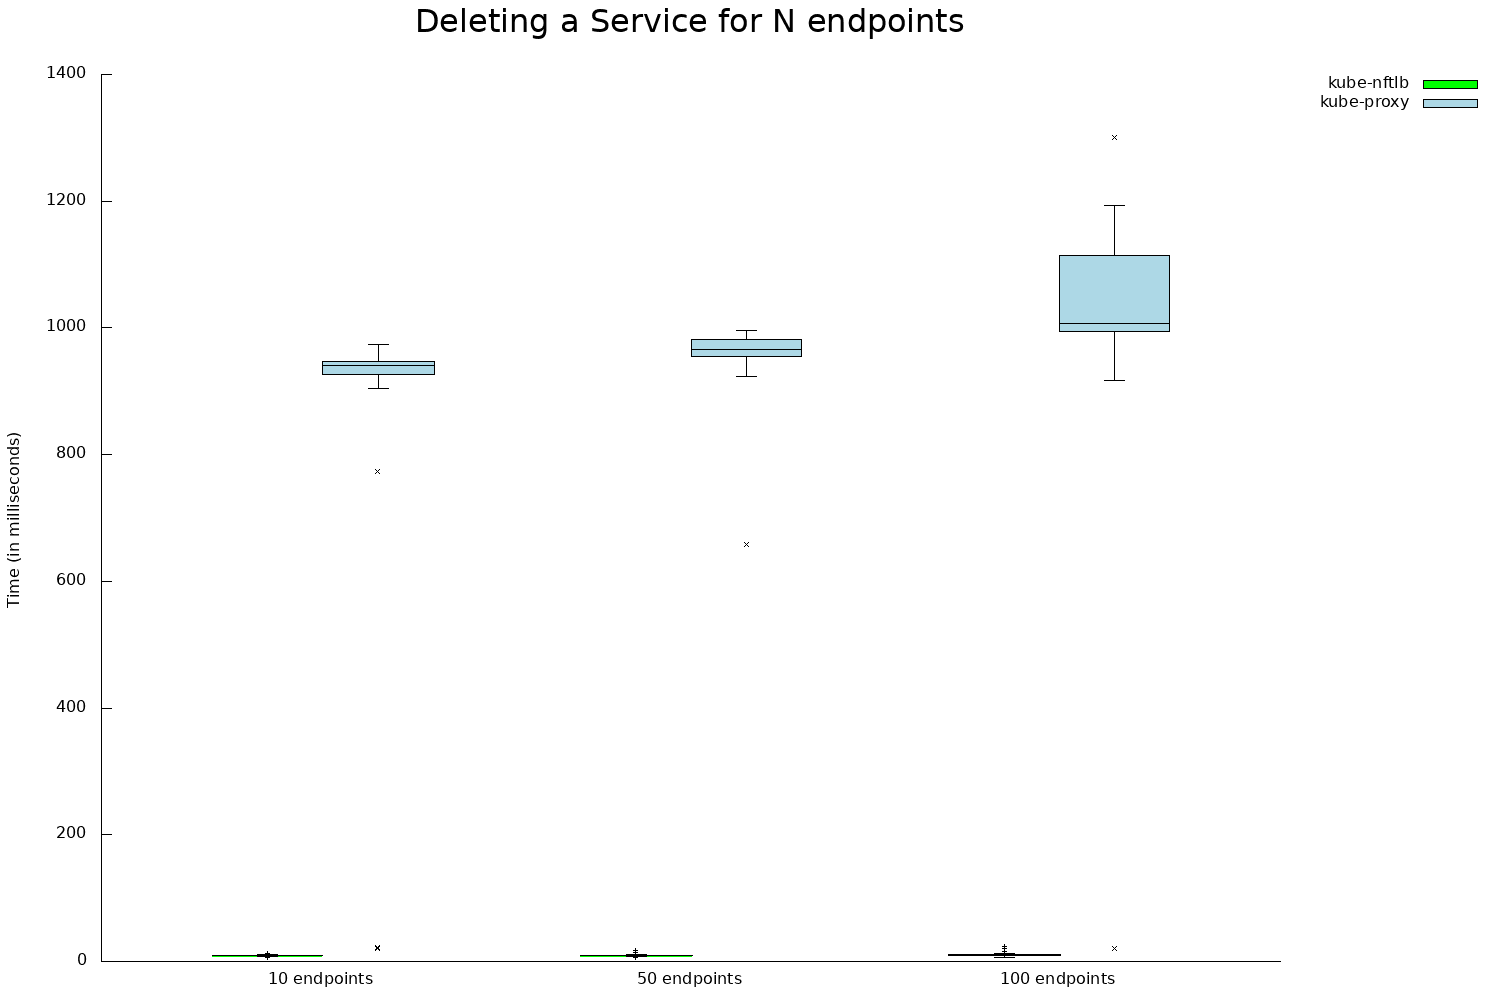 Deleting a Service for N endpoints
kube-nftlb
kube-proxy
Time (in milliseconds)
1400
1200
1000
800
600
400
200
0
10 endpoints
50 endpoints
100 endpoints